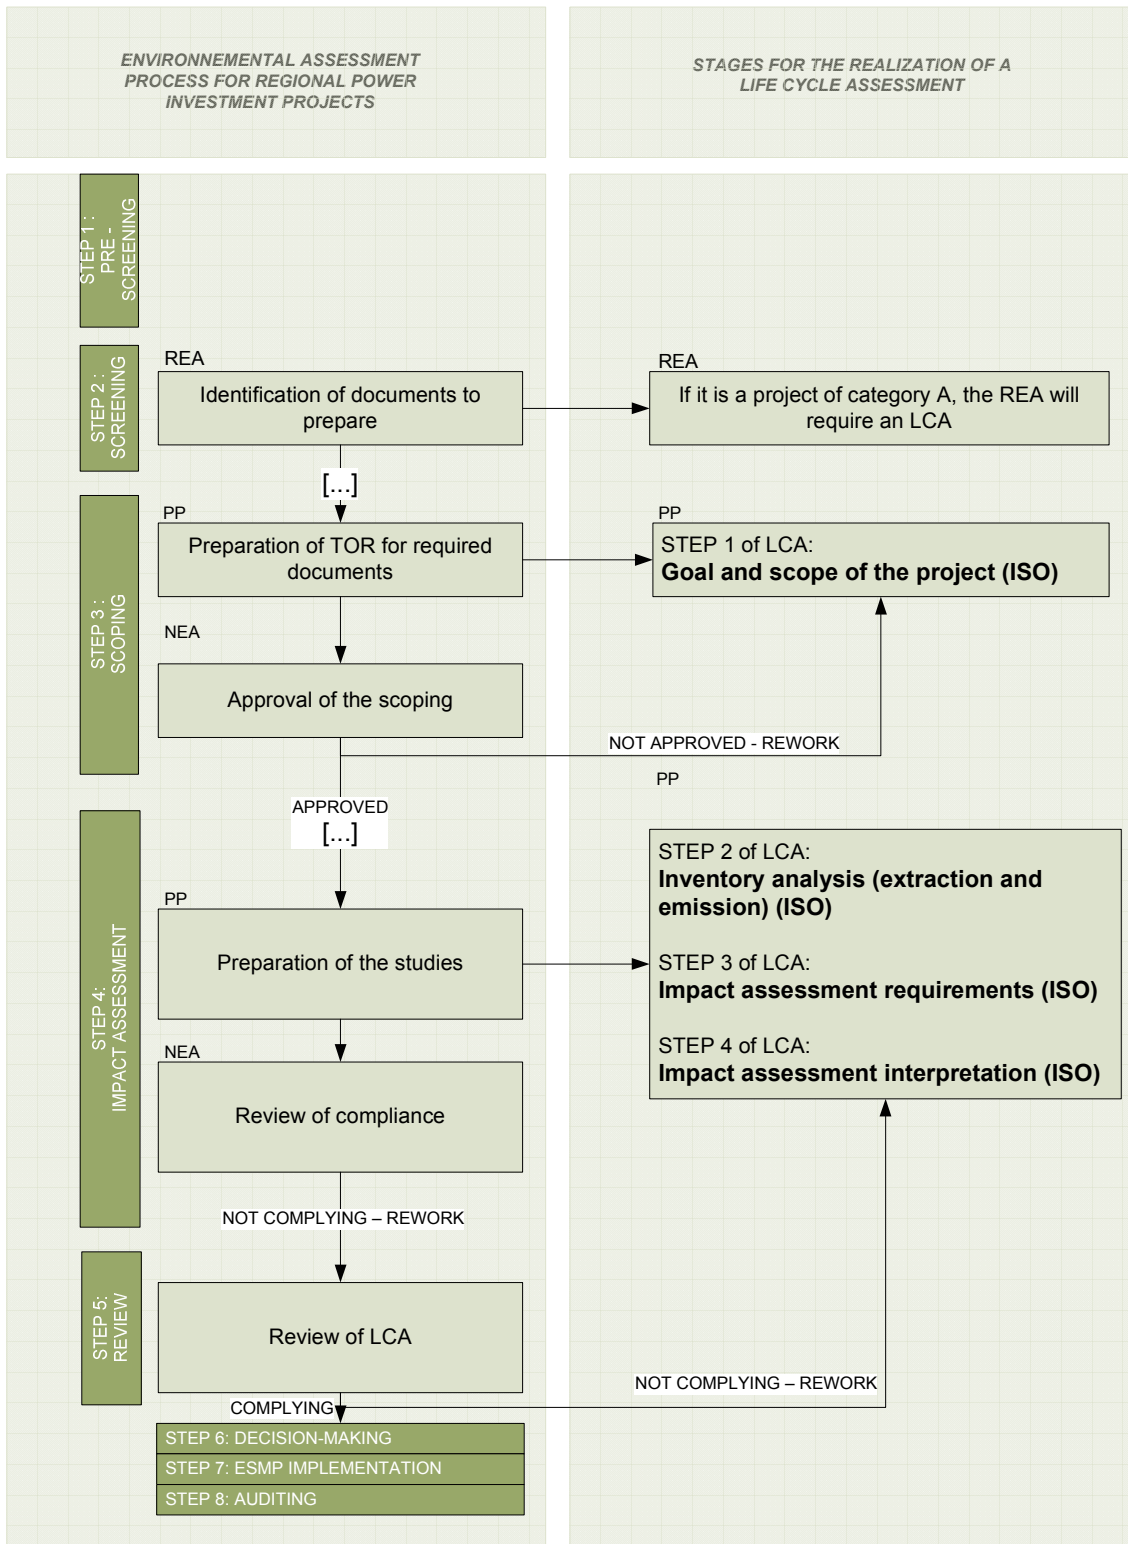 ENVIRONNEMENTAL ASSESSMENT
PROCESS FOR REGIONAL POWER
INVESTMENT PROJECTS
STAGES FOR THE REALIZATION OF A
LIFE CYCLE ASSESSMENT
STEP 1 :
PRE -
SCREENING
STEP 2 :
SCREENING
REA
Identification of documents to
prepare
REA
If it is a project of category A, the REA will
require an LCA
[...]
STEP 3 :
SCOPING
PP
Preparation of TOR for required
documents
PP
STEP 1 of LCA:
Goal and scope of the project (ISO)
NEA
Approval of the scoping
NOT APPROVED - REWORK
APPROVED
[...]
STEP 4:
IMPACT ASSESSMENT
PP
Preparation of the studies
PP
STEP 2 of LCA:
Inventory analysis (extraction and
emission) (ISO)
STEP 3 of LCA:
Impact assessment requirements (ISO)
STEP 4 of LCA:
Impact assessment interpretation (ISO)
NEA
Review of compliance
NOT COMPLYING – REWORK
STEP 5:
REVIEW
Review of LCA
NOT COMPLYING – REWORK
COMPLYING
STEP 6: DECISION-MAKING
STEP 7: ESMP IMPLEMENTATION
STEP 8: AUDITING